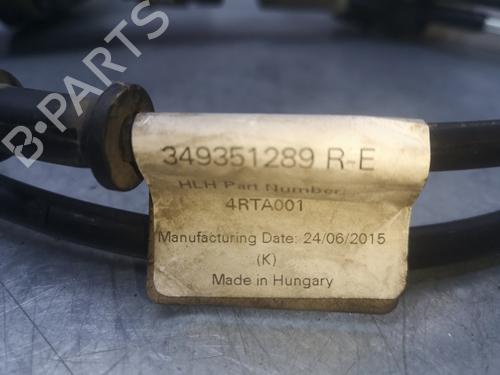 349351289 R-E
HLH Part Number:
4RTA001
Manufacturing Date: 24/06/2015
(K)
Made in Hungary
B-PARTS